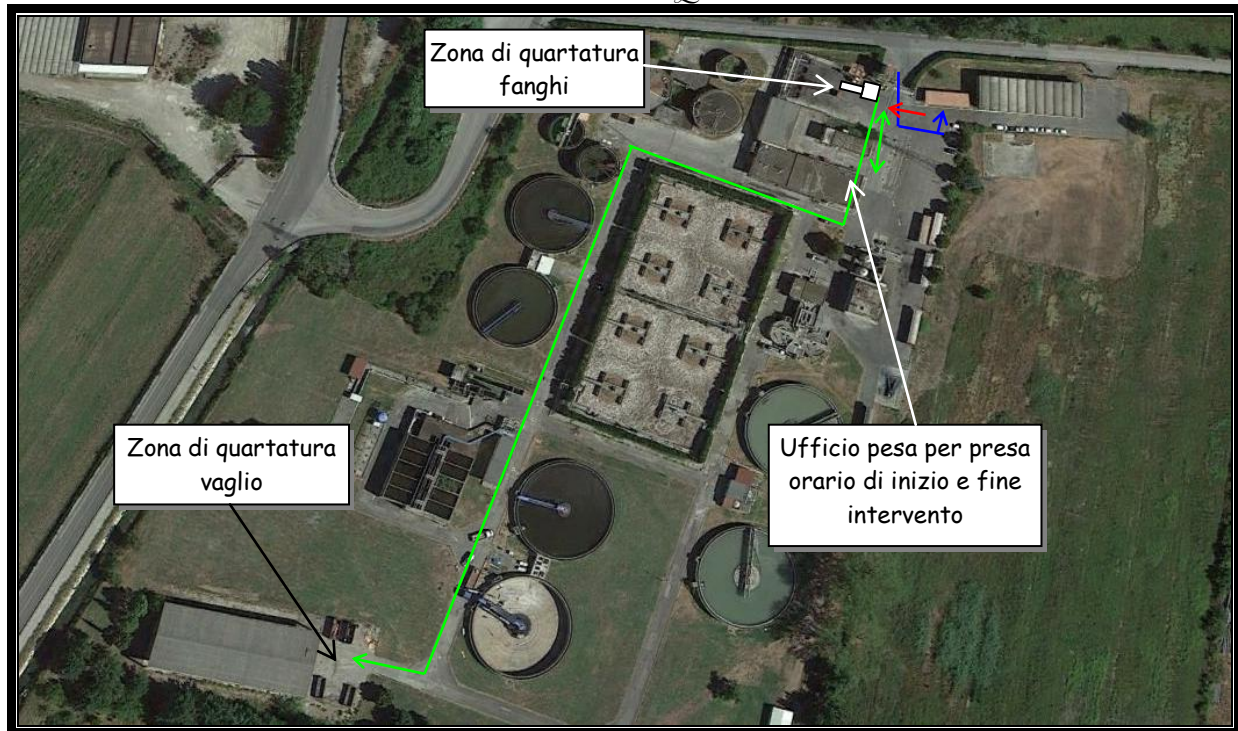 Zona di quartatura
fanghi
Zona di quartatura
vaglio
Ufficio pesa per presa
orario di inizio e fine
intervento